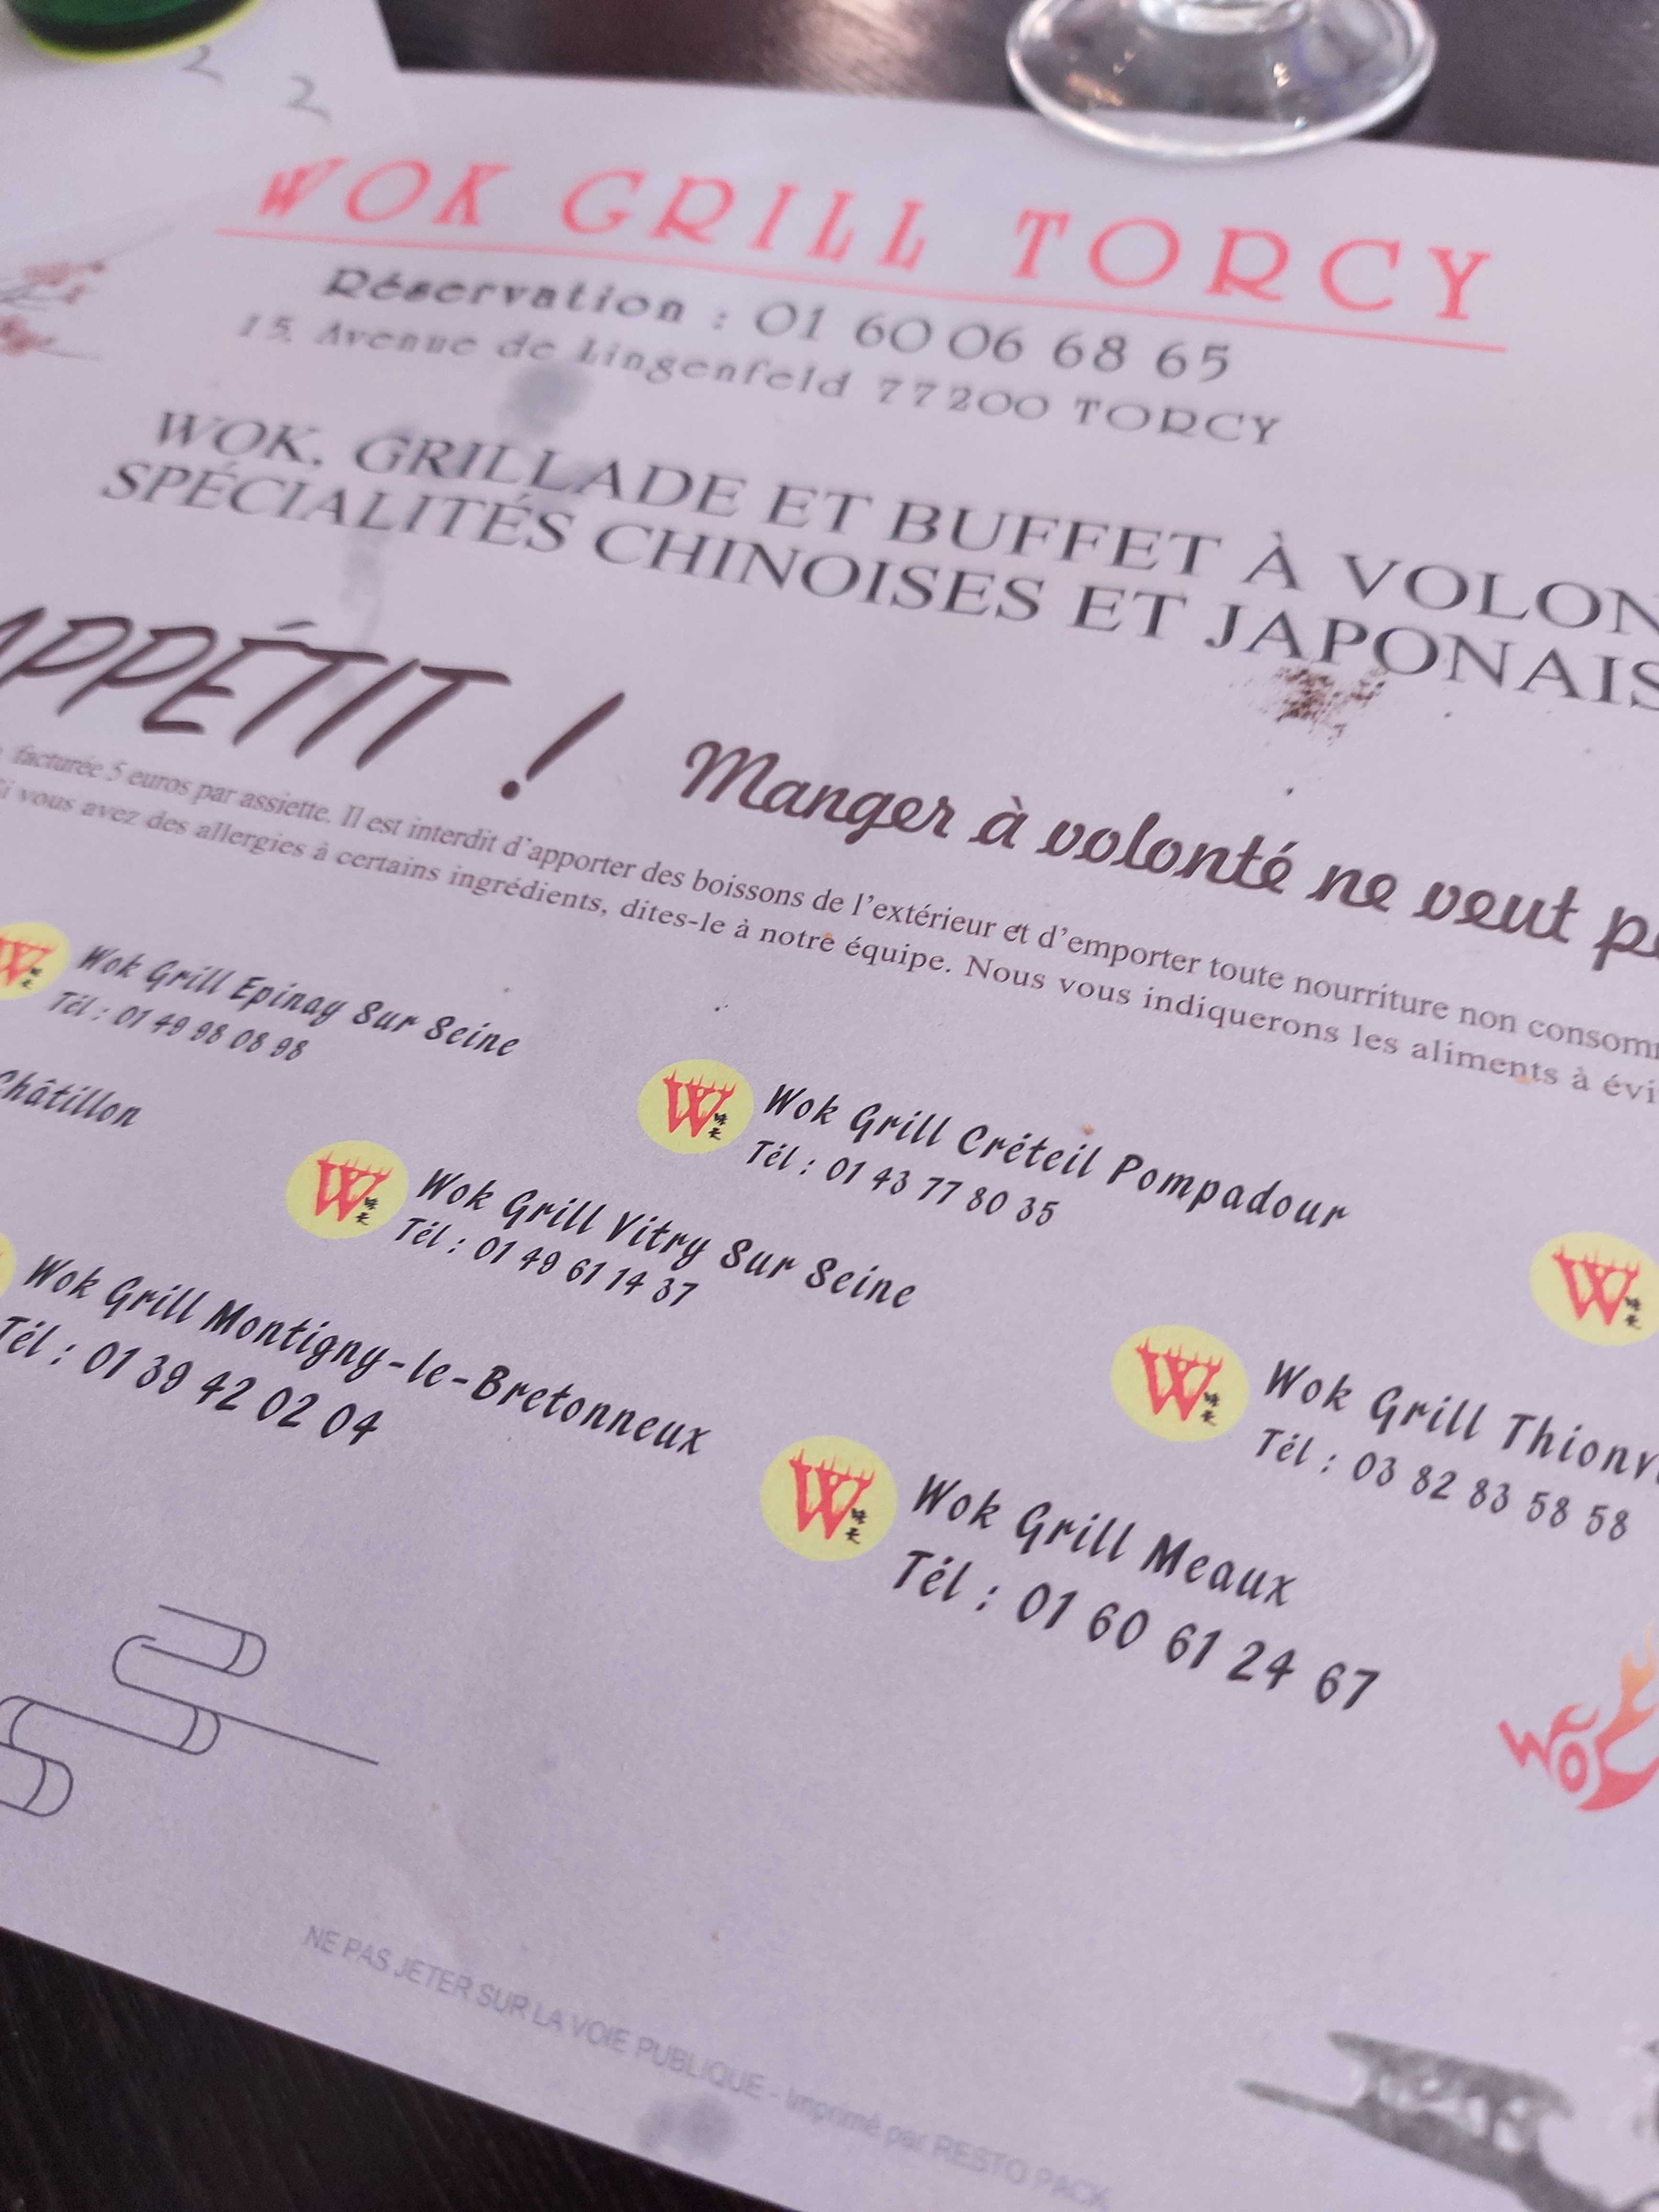 2 2
WOK GRILL TORCY
Réservation : 01 60 06 68 65
15, Avenue de Lingenfeld 77200 TORCY
WOK, GRILLADE ET BUFFET À VOLON
SPÉCIALITÉS CHINOISES ET JAPONAIS
APPÉTIT ! Manger à volonté ne veut p
facturée 5 euros par assiette. Il est interdit d'apporter des boissons de l'extérieur et d'emporter toute nourriture non consom
Si vous avez des allergies à certains ingrédients, dites-le à notre équipe. Nous vous indiquerons les aliments à évi
Wok Grill Epinay Sur Seine
Tél : 01 49 98 08 98
Châtillon
Wok Grill Créteil Pompadour
Tél : 01 43 77 80 35
Wok Grill Vitry Sur Seine
Tél : 01 49 61 14 37
Wok Grill Montigny-le-Bretonneux
Tél : 01 39 42 02 04
Wok Grill Thionv
Tél : 03 82 83 58 58
Wok Grill Meaux
Tél : 01 60 61 24 67
WO
NE PAS JETER SUR LA VOIE PUBLIQUE - Imprimé par RESTO PACK